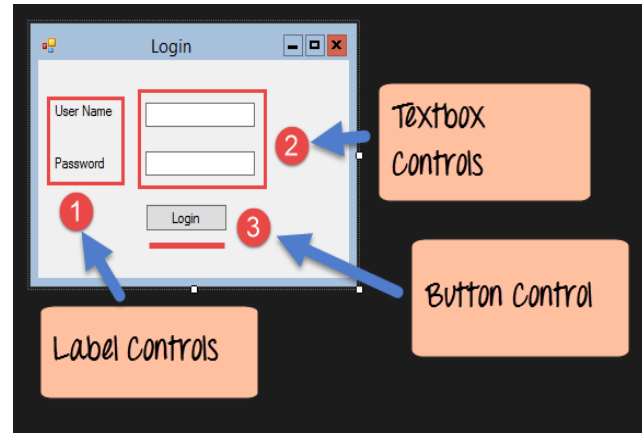 Login
User Name
Password
Login
1
2
3
Textbox
Controls
Button Control
Label Controls